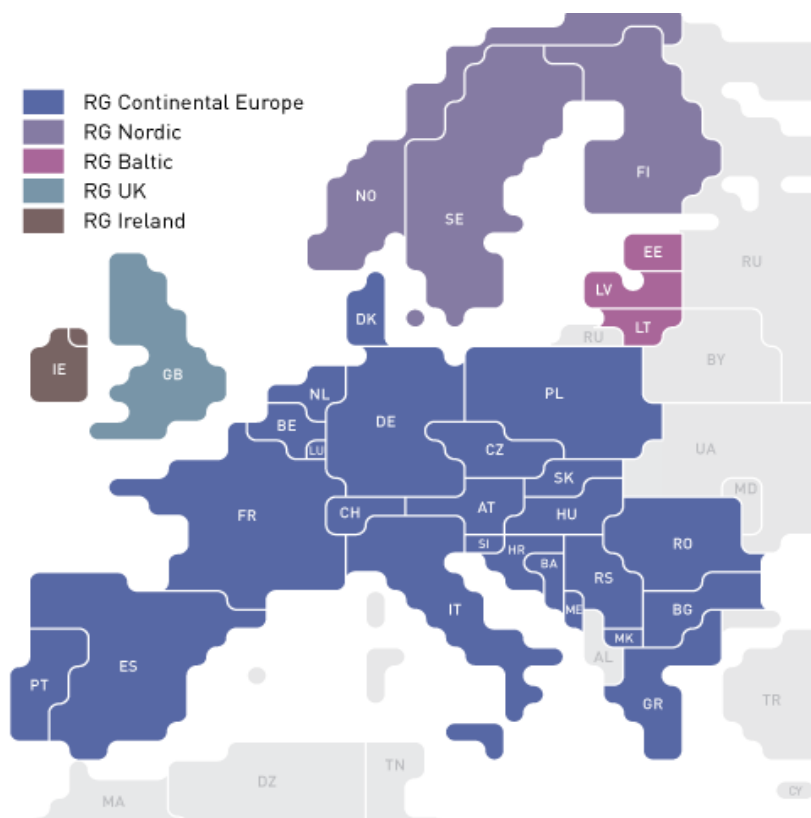 RG Continental Europe
RG Nordic
RG Baltic
RG UK
RG Ireland
NO
SE
FI
EE
RU
LV
DK
LT
RU
BY
IE
GB
NL
PL
BE
DE
LU
CZ
UA
SK
MD
FR
CH
AT
HU
SI
HR
RO
BA
RS
IT
ME
BG
MK
ES
PT
AL
GR
TR
TN
DZ
MA
CY